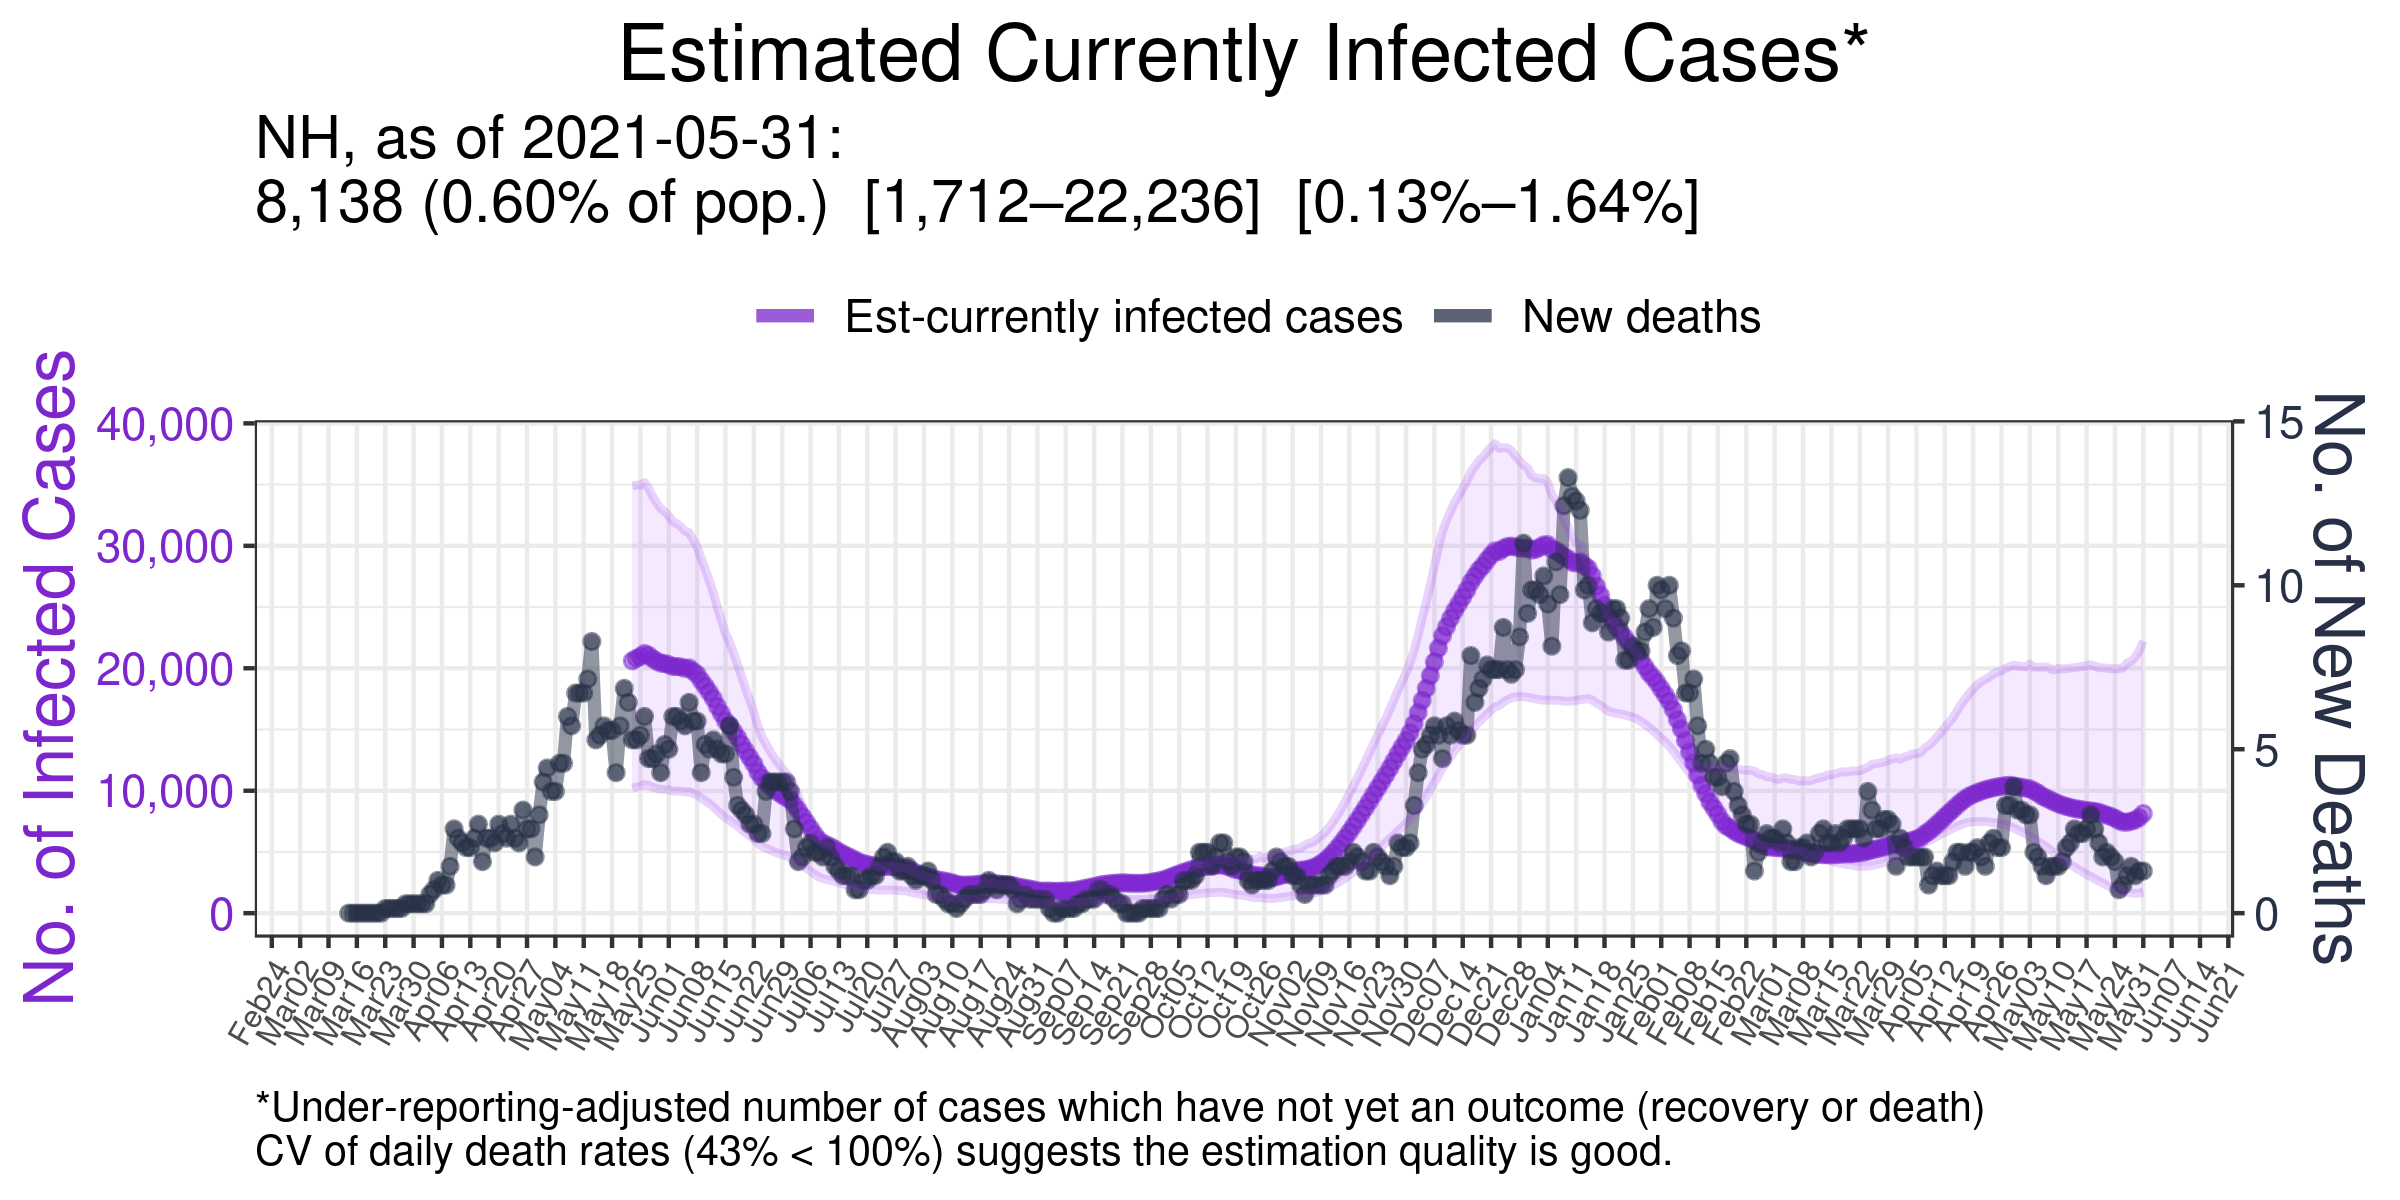 Estimated Currently Infected Cases*
NH, as of 2021-05-31:
8,138 (0.60% of pop.) [1,712–22,236] [0.13%–1.64%]
Est-currently infected cases
New deaths
No. of Infected Cases
40,000
30,000
20,000
10,000
0
15
10
5
0
No. of New Deaths
Feb24
Mar02
Mar09
Mar16
Mar23
Mar30
Apr06
Apr13
Apr20
Apr27
May04
May11
May18
May25
Jun01
Jun08
Jun15
Jun22
Jun29
Jul06
Jul13
Jul20
Jul27
Aug03
Aug10
Aug17
Aug24
Aug31
Sep07
Sep14
Sep21
Sep28
Oct05
Oct12
Oct19
Oct26
Nov02
Nov09
Nov16
Nov23
Nov30
Dec07
Dec14
Dec21
Dec28
Jan04
Jan11
Jan18
Jan25
Feb01
Feb08
Feb15
Feb22
Mar01
Mar08
Mar15
Mar22
Mar29
Apr05
Apr12
Apr19
Apr26
May03
May10
May17
May24
May31
Jun07
Jun14
Jun21
*Under-reporting-adjusted number of cases which have not yet an outcome (recovery or death)
CV of daily death rates (43% < 100%) suggests the estimation quality is good.